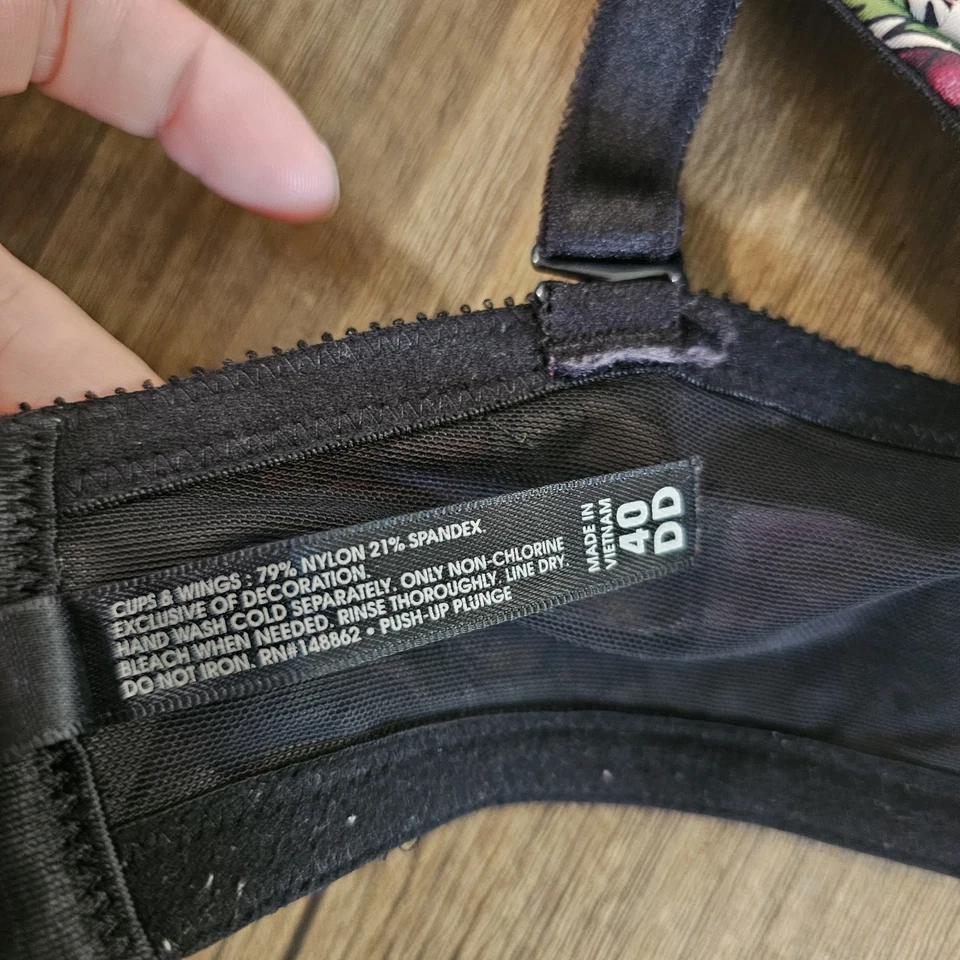 CUPS & WINGS : 79% NYLON 21% SPANDEX.
EXCLUSIVE OF DECORATION.
HAND WASH COLD SEPARATELY. ONLY NON-CHLORINE
BLEACH WHEN NEEDED. RINSE THOROUGHLY. LINE DRY.
DO NOT IRON. RN#148862 • PUSH-UP PLUNGE
MADE IN
VIETNAM
40
DD